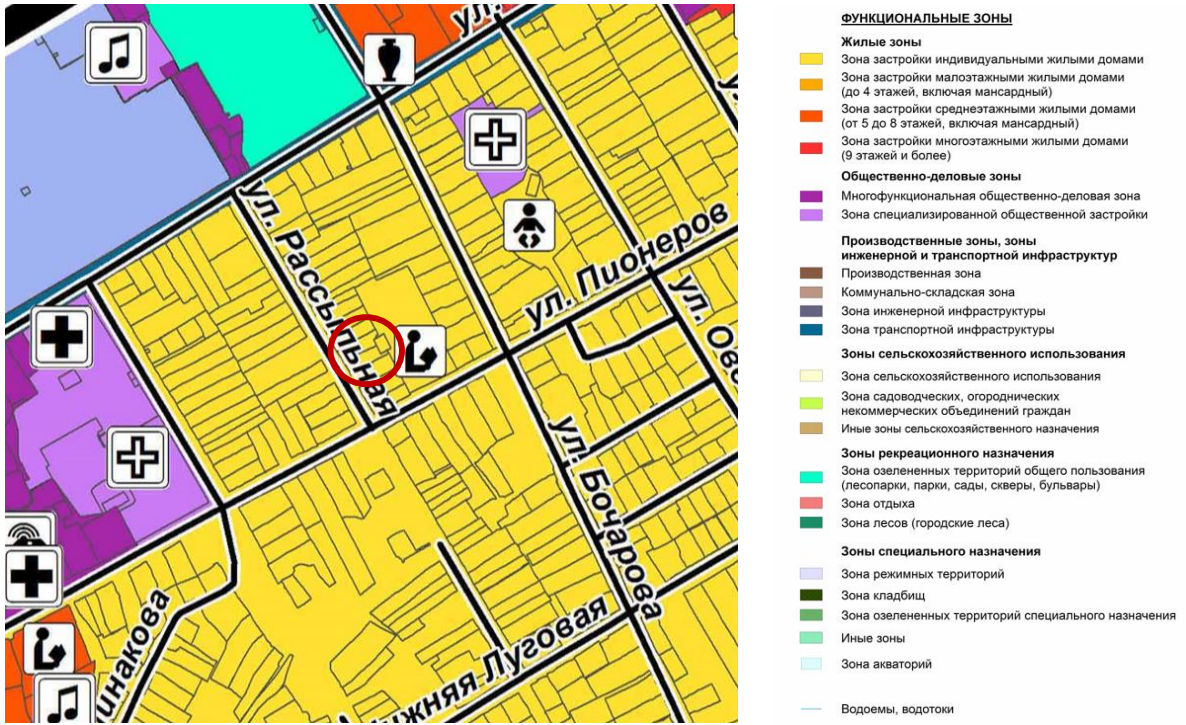 ул.
ул.
ул. Рассыльная
ул. Пионеров
ул. Ове
ул. Бочарова
инакова
ижняя Луговая
ФУНКЦИОНАЛЬНЫЕ ЗОНЫ
Жилые зоны
Зона застройки индивидуальными жилыми домами
Зона застройки малоэтажными жилыми домами
(до 4 этажей, включая мансардный)
Зона застройки среднеэтажными жилыми домами
(от 5 до 8 этажей, включая мансардный)
Зона застройки многоэтажными жилыми домами
(9 этажей и более)
Общественно-деловые зоны
Многофункциональная общественно-деловая зона
Зона специализированной общественной застройки
Производственные зоны, зоны
инженерной и транспортной инфраструктур
Производственная зона
Коммунально-складская зона
Зона инженерной инфраструктуры
Зона транспортной инфраструктуры
Зоны сельскохозяйственного использования
Зона сельскохозяйственного использования
Зона садоводческих, огороднических
некоммерческих объединений граждан
Иные зоны сельскохозяйственного назначения
Зоны рекреационного назначения
Зона озелененных территорий общего пользования
(лесопарки, парки, сады, скверы, бульвары)
Зона отдыха
Зона лесов (городские леса)
Зоны специального назначения
Зона режимных территорий
Зона кладбищ
Зона озелененных территорий специального назначения
Иные зоны
Зона акваторий
Водоемы, водотоки